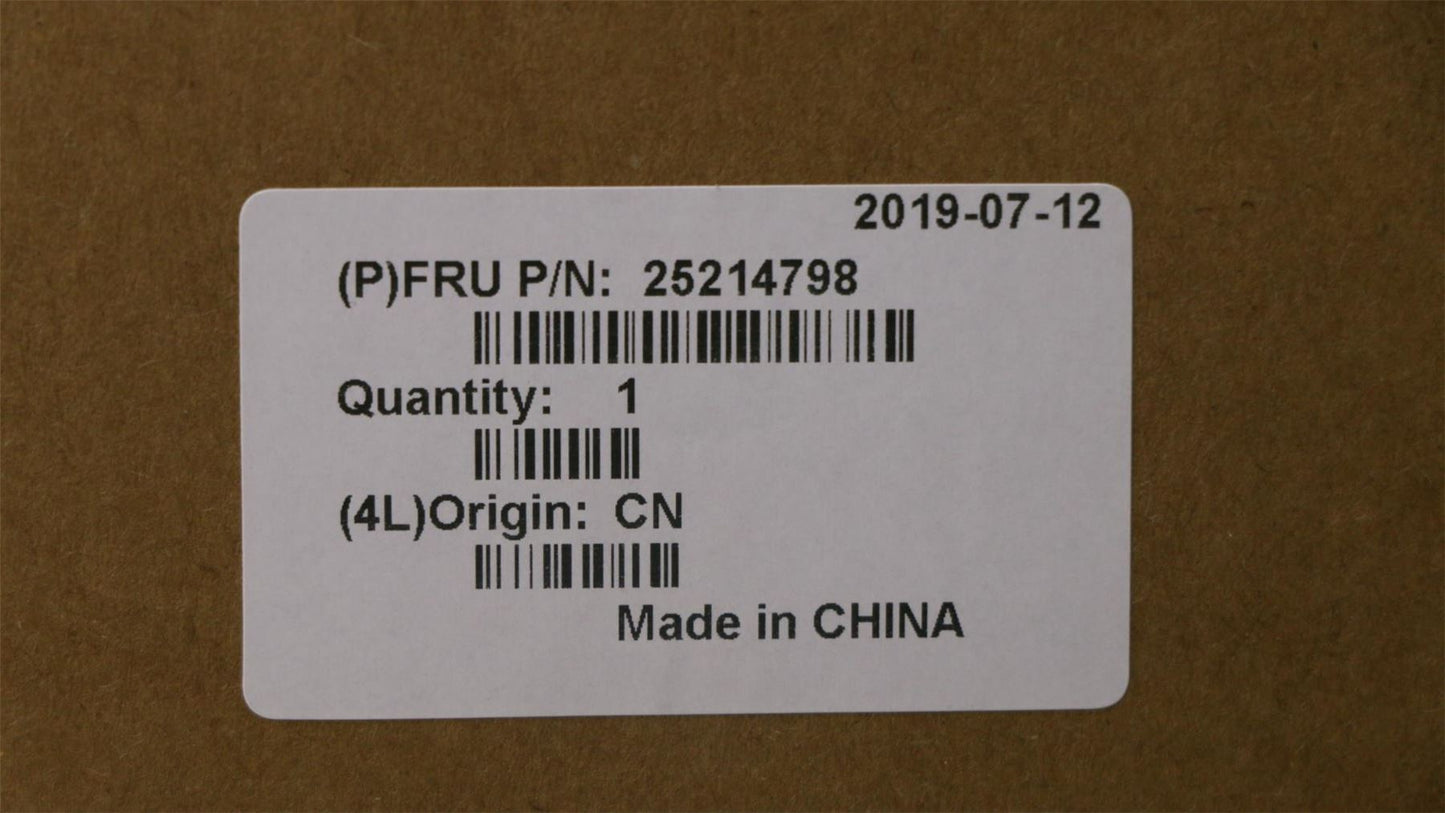 2019-07-12
(P)FRU P/N: 25214798
Quantity: 1
(4L)Origin: CN
Made in CHINA